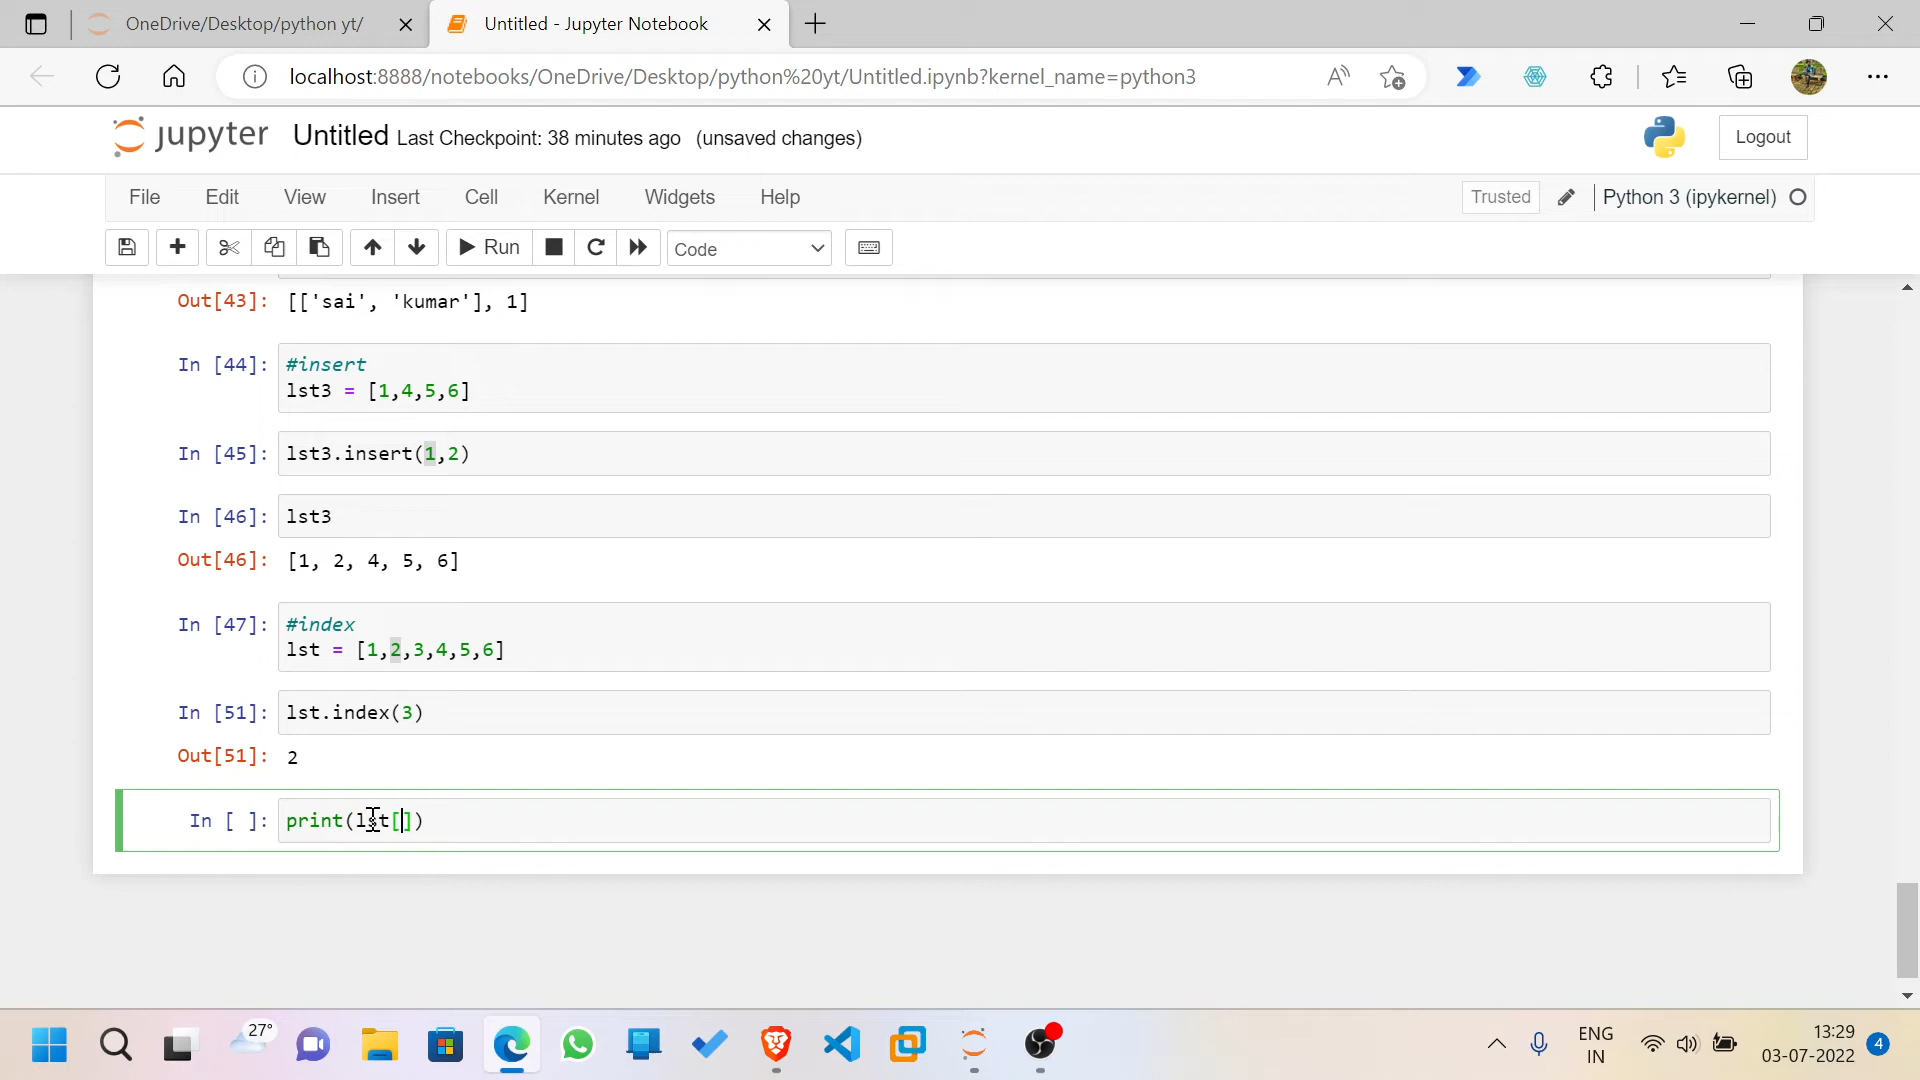 OneDrive/Desktop/python yt/
Untitled - Jupyter Notebook
localhost:8888/notebooks/OneDrive/Desktop/python%20yt/Untitled.ipynb?kernel_name=python3
jupyter Untitled Last Checkpoint: 38 minutes ago (unsaved changes)
Logout
File Edit View Insert Cell Kernel Widgets Help
Trusted Python 3 (ipykernel)
Run Code
Out[43]: [['sai', 'kumar'], 1]
In [44]: #insert
lst3 = [1,4,5,6]
In [45]: lst3.insert(1,2)
In [46]: lst3
Out[46]: [1, 2, 4, 5, 6]
In [47]: #index
lst = [1,2,3,4,5,6]
In [51]: lst.index(3)
Out[51]: 2
In [ ]: print(lst[])
27°
ENG
IN
13:29
03-07-2022
4